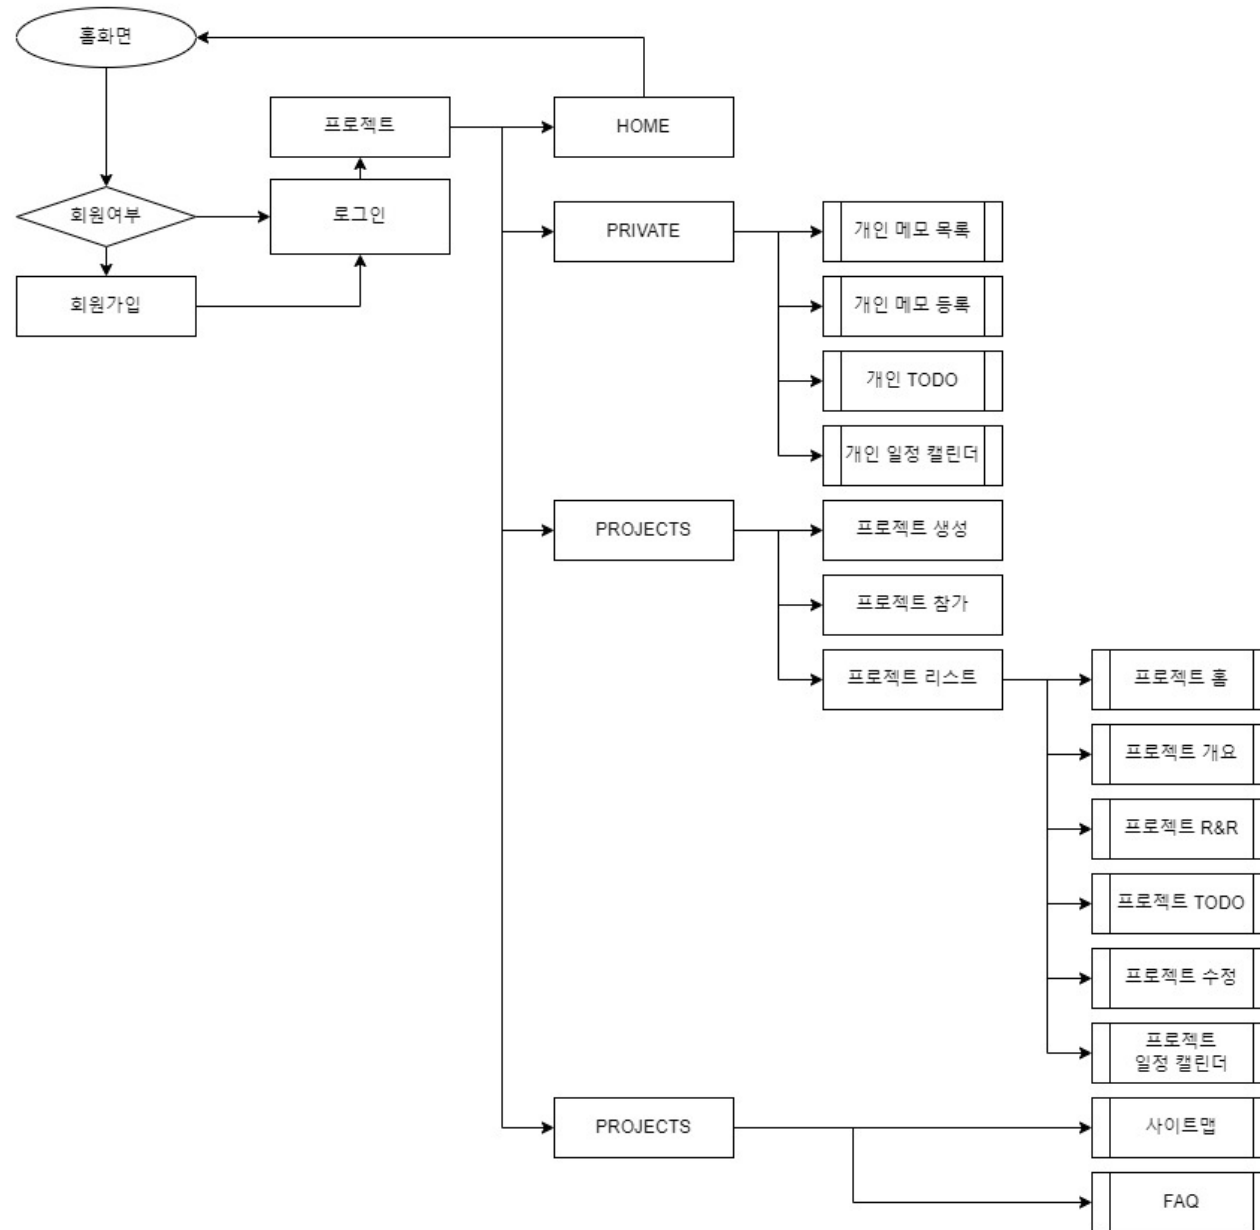 홈화면
프로젝트
HOME
회원여부
로그인
PRIVATE
개인 메모 목록
회원가입
개인 메모 등록
개인 TODO
개인 일정 캘린더
PROJECTS
프로젝트 생성
프로젝트 참가
프로젝트 리스트
프로젝트 홈
프로젝트 개요
프로젝트 R&R
프로젝트 TODO
프로젝트 수정
프로젝트
일정 캘린더
PROJECTS
사이트맵
FAQ